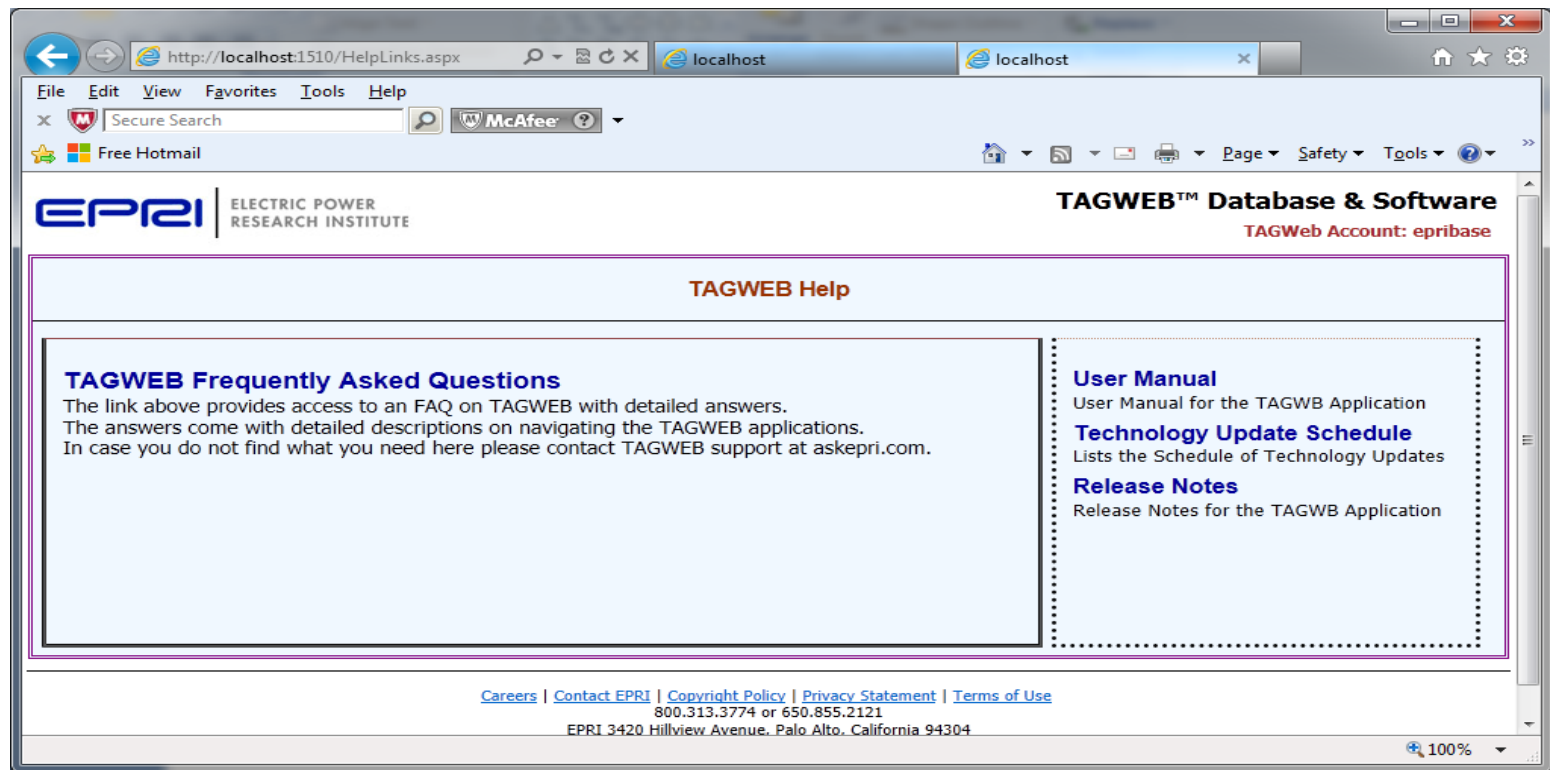 http://localhost:1510/HelpLinks.aspx
localhost
localhost
File Edit View Favorites Tools Help
Secure Search
McAfee
Free Hotmail
Page Safety Tools
EPRI ELECTRIC POWER
RESEARCH INSTITUTE
TAGWEB™ Database & Software
TAGWeb Account: epribase
TAGWEB Help
TAGWEB Frequently Asked Questions
The link above provides access to an FAQ on TAGWEB with detailed answers.
The answers come with detailed descriptions on navigating the TAGWEB applications.
In case you do not find what you need here please contact TAGWEB support at askepri.com.
User Manual
User Manual for the TAGWB Application
Technology Update Schedule
Lists the Schedule of Technology Updates
Release Notes
Release Notes for the TAGWB Application
Careers | Contact EPRI | Copyright Policy | Privacy Statement | Terms of Use
800.313.3774 or 650.855.2121
EPRI 3420 Hillview Avenue, Palo Alto, California 94304
100%